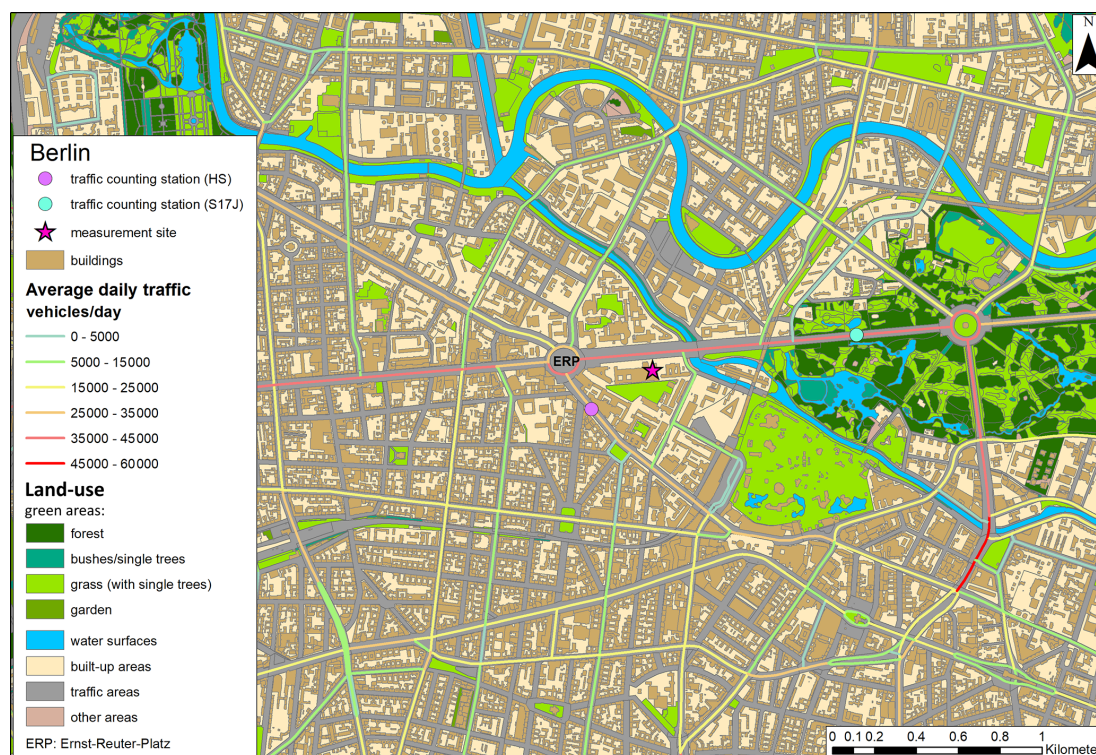 N
Berlin
traffic counting station (HS)
traffic counting station (S17J)
measurement site
buildings
Average daily traffic
vehicles/day
0 - 5000
5000 - 15000
15000 - 25000
25000 - 35000
35000 - 45000
45000 - 60000
Land-use
green areas:
forest
bushes/single trees
grass (with single trees)
garden
water surfaces
built-up areas
traffic areas
other areas
ERP: Ernst-Reuter-Platz
ERP
0 0.1 0.2 0.4 0.6 0.8 1
Kilometer